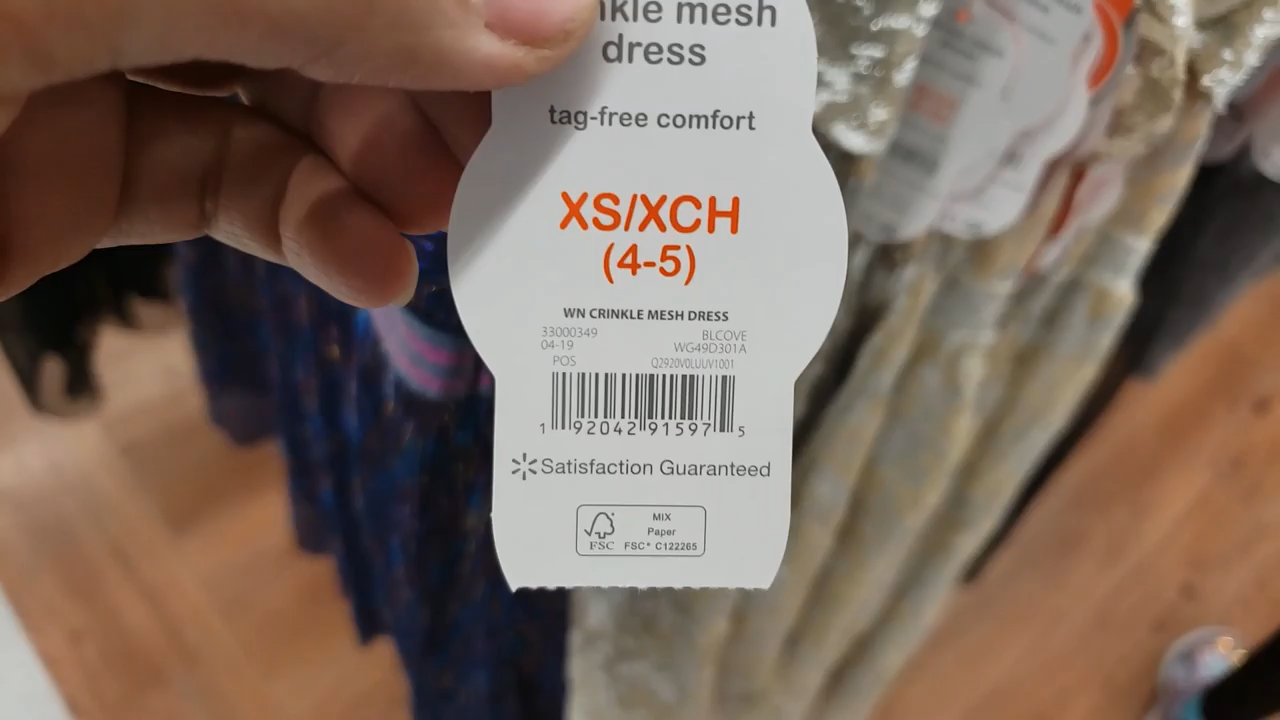 nkle mesh
dress
tag-free comfort
XS/XCH
(4-5)
WN CRINKLE MESH DRESS
33000349 BLCOVE
04-19 WG49D301A
POS Q2920V0LUUV1001
1 92042 91597 5
Satisfaction Guaranteed
MIX
Paper
FSC FSC® C122265